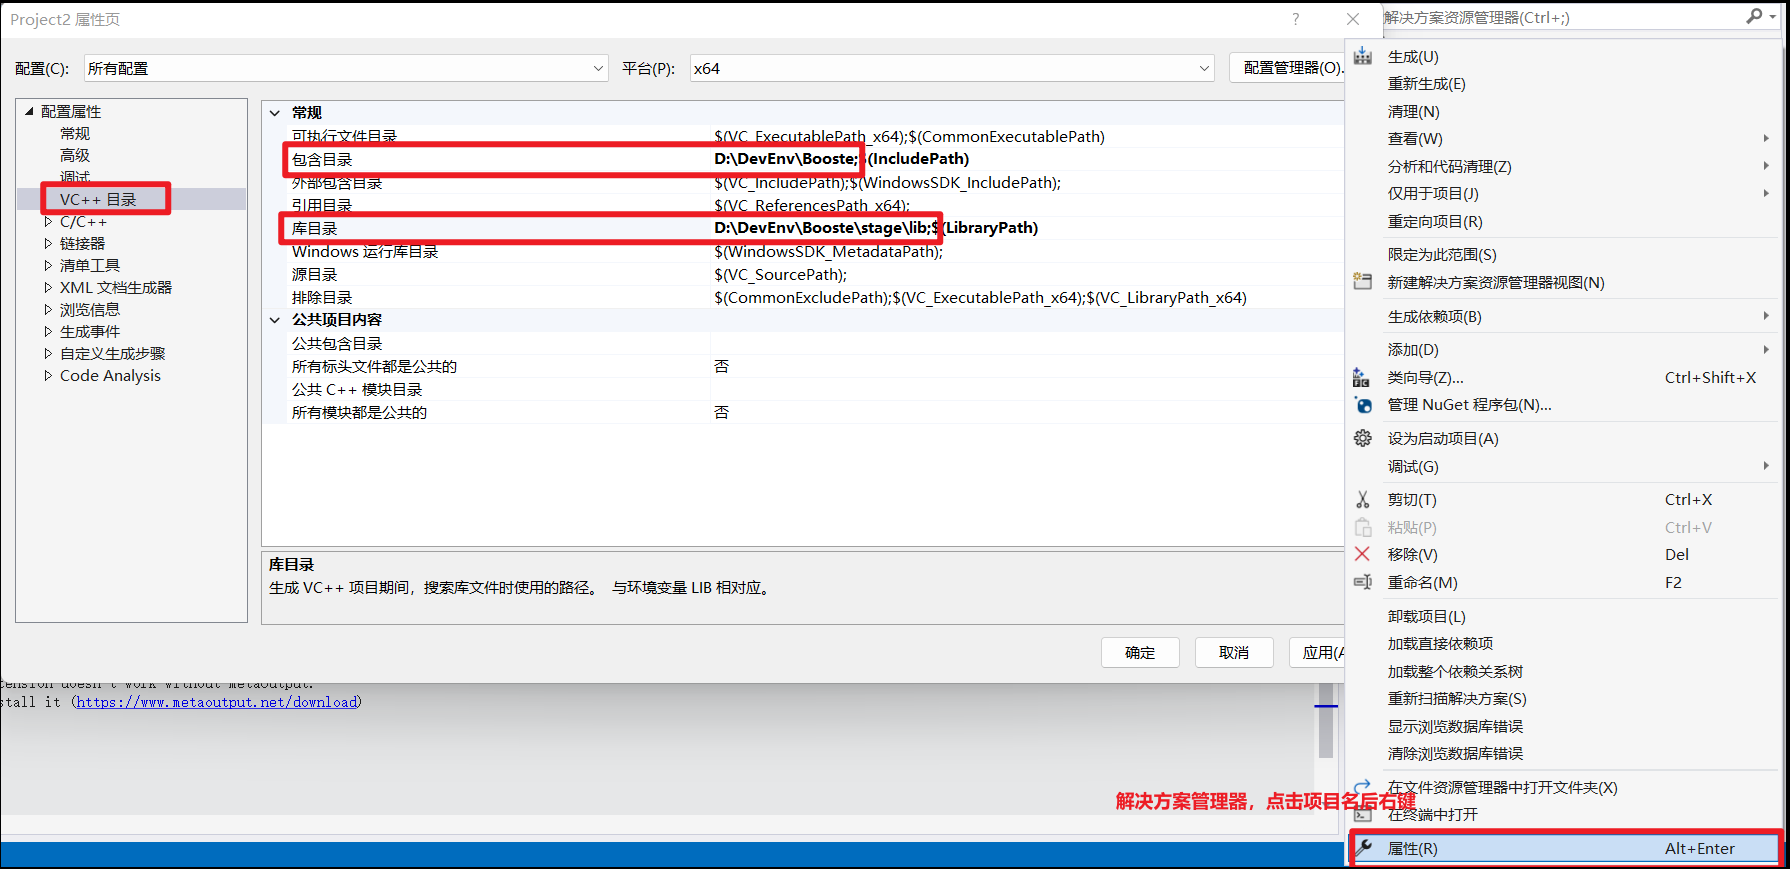 Project2 属性页
?
配置(C):
所有配置
平台(P):
x64
配置管理器(O)
配置属性
常规
高级
调试
VC++ 目录
C/C++
链接器
清单工具
XML 文档生成器
浏览信息
生成事件
自定义生成步骤
Code Analysis
常规
可执行文件目录 $(VC_ExecutablePath_x64);$(CommonExecutablePath)
包含目录 D:\DevEnv\Booste;$(IncludePath)
外部包含目录 $(VC_IncludePath);$(WindowsSDK_IncludePath);
引用目录 $(VC_ReferencesPath_x64);
库目录 D:\DevEnv\Booste\stage\lib;$(LibraryPath)
Windows 运行库目录 $(WindowsSDK_MetadataPath);
源目录 $(VC_SourcePath);
排除目录 $(CommonExcludePath);$(VC_ExecutablePath_x64);$(VC_LibraryPath_x64)
公共项目内容
公共包含目录
所有标头文件都是公共的 否
公共 C++ 模块目录
所有模块都是公共的 否
库目录
生成 VC++ 项目期间，搜索库文件时使用的路径。 与环境变量 LIB 相对应。
确定
取消
应用(A
ension doesn't work without metaoutput.
stall it (https://www.metaoutput.net/download)
解决方案管理器，点击项目名后右键
解决方案资源管理器(Ctrl+;)
生成(U)
重新生成(E)
清理(N)
查看(W)
分析和代码清理(Z)
仅用于项目(J)
重定向项目(R)
限定为此范围(S)
新建解决方案资源管理器视图(N)
生成依赖项(B)
添加(D)
类向导(Z)... Ctrl+Shift+X
管理 NuGet 程序包(N)...
设为启动项目(A)
调试(G)
剪切(T) Ctrl+X
粘贴(P) Ctrl+V
移除(V) Del
重命名(M) F2
卸载项目(L)
加载直接依赖项
加载整个依赖关系树
重新扫描解决方案(S)
显示浏览数据库错误
清除浏览数据库错误
在文件资源管理器中打开文件夹(X)
在终端中打开
属性(R) Alt+Enter